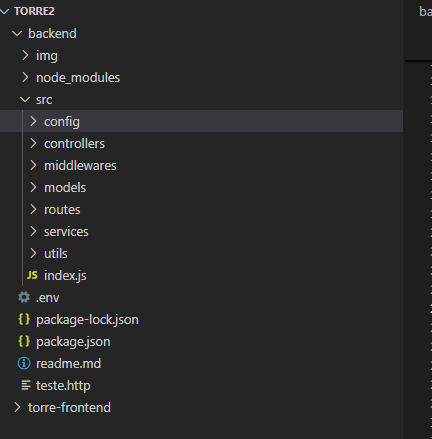 TORRE2
backend
img
node_modules
src
config
controllers
middlewares
models
routes
services
utils
JS index.js
.env
{} package-lock.json
{} package.json
readme.md
teste.http
torre-frontend
ba